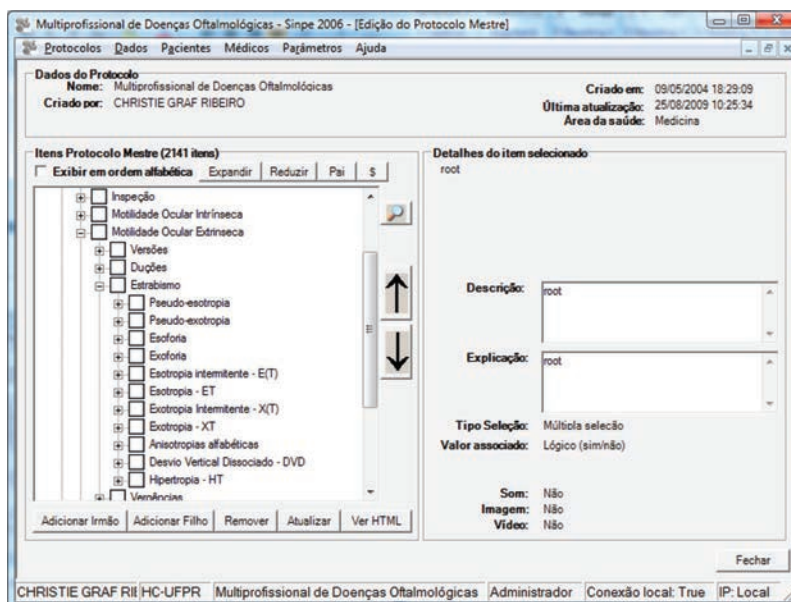 Multiprofissional de Doenças Oftalmológicas - Sinpe 2006 - [Edição do Protocolo Mestre]
Protocolos Dados Pacientes Médicos Parâmetros Ajuda
Dados do Protocolo
Nome: Multiprofissional de Doenças Oftalmológicas
Criado por: CHRISTIE GRAF RIBEIRO
Criado em: 09/05/2004 18:29:09
Última atualização: 25/08/2009 10:25:34
Área da saúde: Medicina
Itens Protocolo Mestre (2141 itens)
Exibir em ordem alfabética Expandir Reduzir Pai $
Inspeção
Motilidade Ocular Intrínseca
Motilidade Ocular Extrinseca
Versões
Duções
Estrabismo
Pseudo-esotropia
Pseudo-exotropia
Esoforia
Exoforia
Esotropia intermitente - E(T)
Esotropia - ET
Exotropia Intermitente - X(T)
Exotropia - XT
Anisotropias alfabéticas
Desvio Vertical Dissociado - DVD
Hipertropia - HT
Vergências
Adicionar Irmão Adicionar Filho Remover Atualizar Ver HTML
Detalhes do item selecionado
root
Descrição: root
Explicação: root
Tipo Seleção: Múltipla selecão
Valor associado: Lógico (sim/não)
Som: Não
Imagem: Não
Vídeo: Não
Fechar
CHRISTIE GRAF RIE HC-UFPR Multiprofissional de Doenças Oftalmológicas Administrador Conexão local: True IP: Local